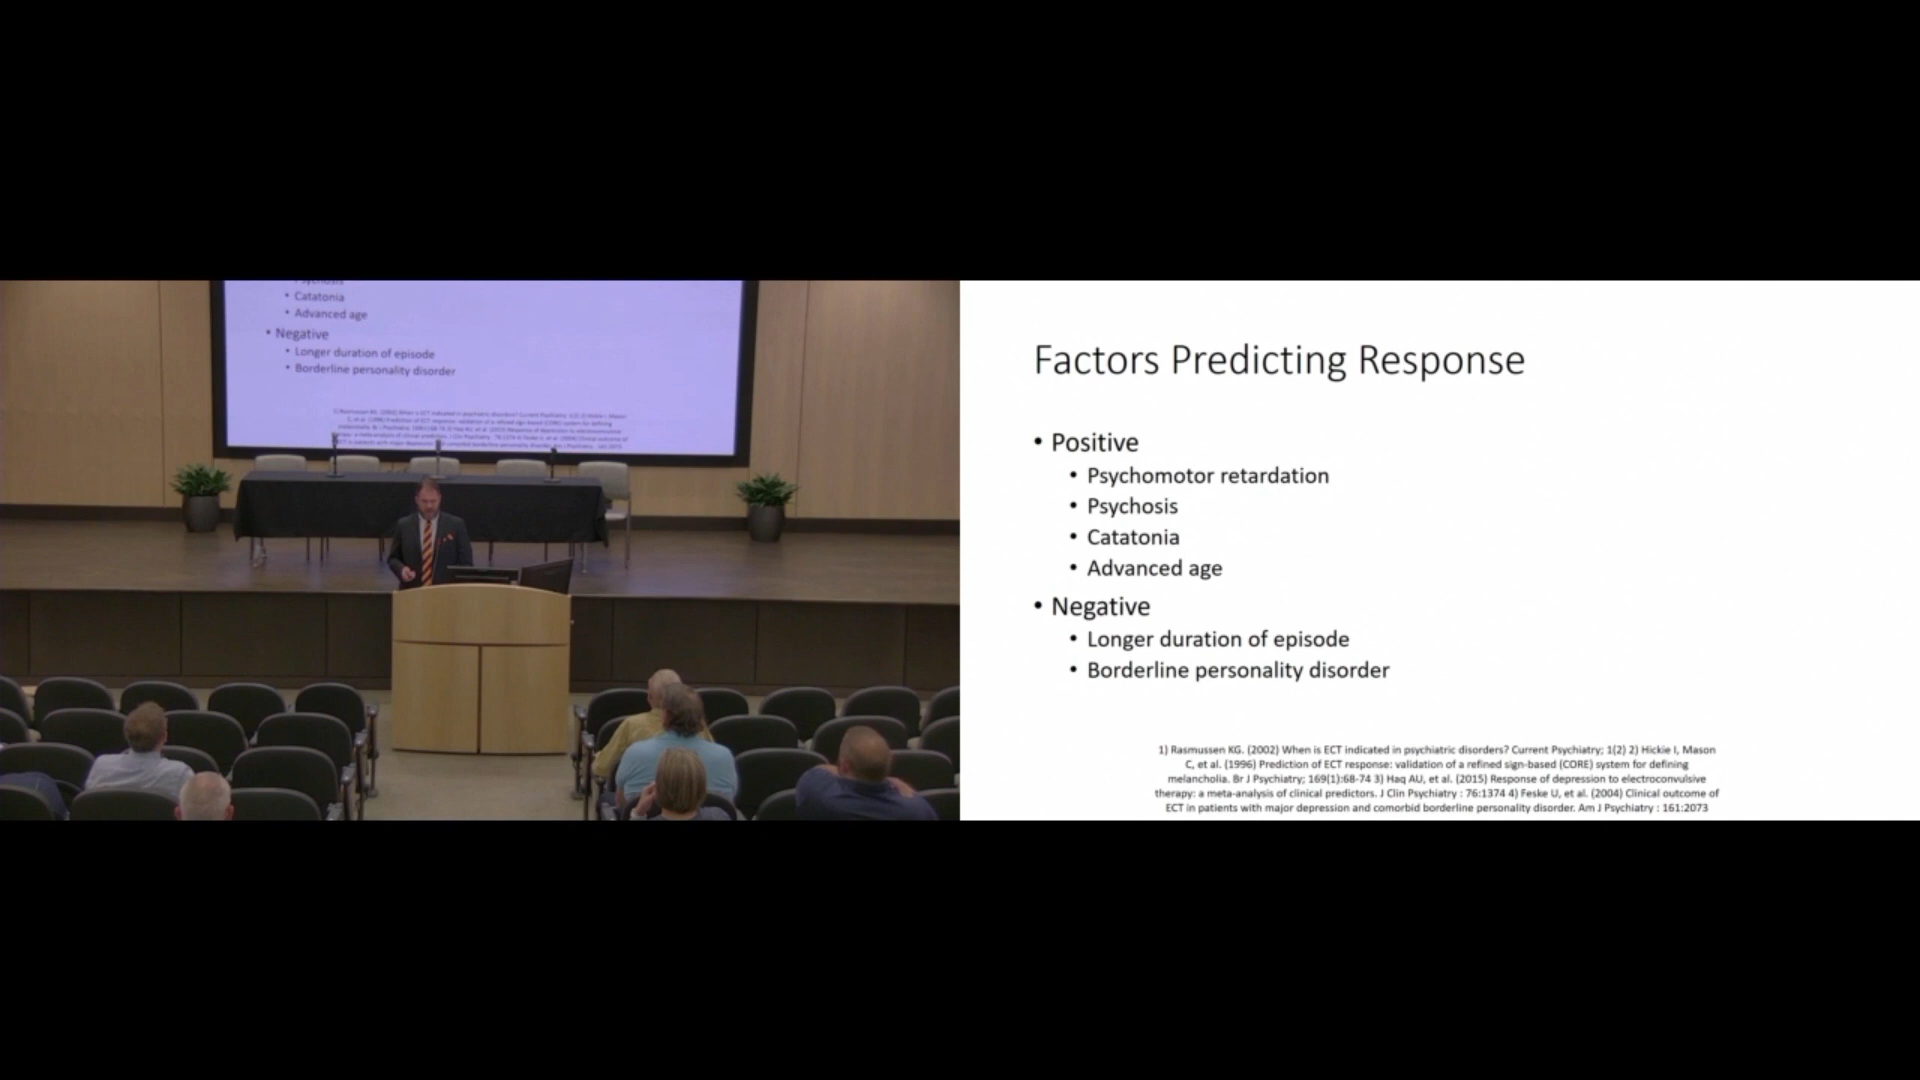 • Catatonia
• Advanced age
• Negative
• Longer duration of episode
• Borderline personality disorder
Factors Predicting Response
• Positive
• Psychomotor retardation
• Psychosis
• Catatonia
• Advanced age
• Negative
• Longer duration of episode
• Borderline personality disorder
1) Rasmussen KG. (2002) When is ECT indicated in psychiatric disorders? Current Psychiatry; 1(2) 2) Hickie I, Mason
C, et al. (1996) Prediction of ECT response: validation of a refined sign-based (CORE) system for defining
melancholia. Br J Psychiatry; 169(1):68-74 3) Haq AU, et al. (2015) Response of depression to electroconvulsive
therapy: a meta-analysis of clinical predictors. J Clin Psychiatry : 76:1374 4) Feske U, et al. (2004) Clinical outcome of
ECT in patients with major depression and comorbid borderline personality disorder. Am J Psychiatry : 161:2073